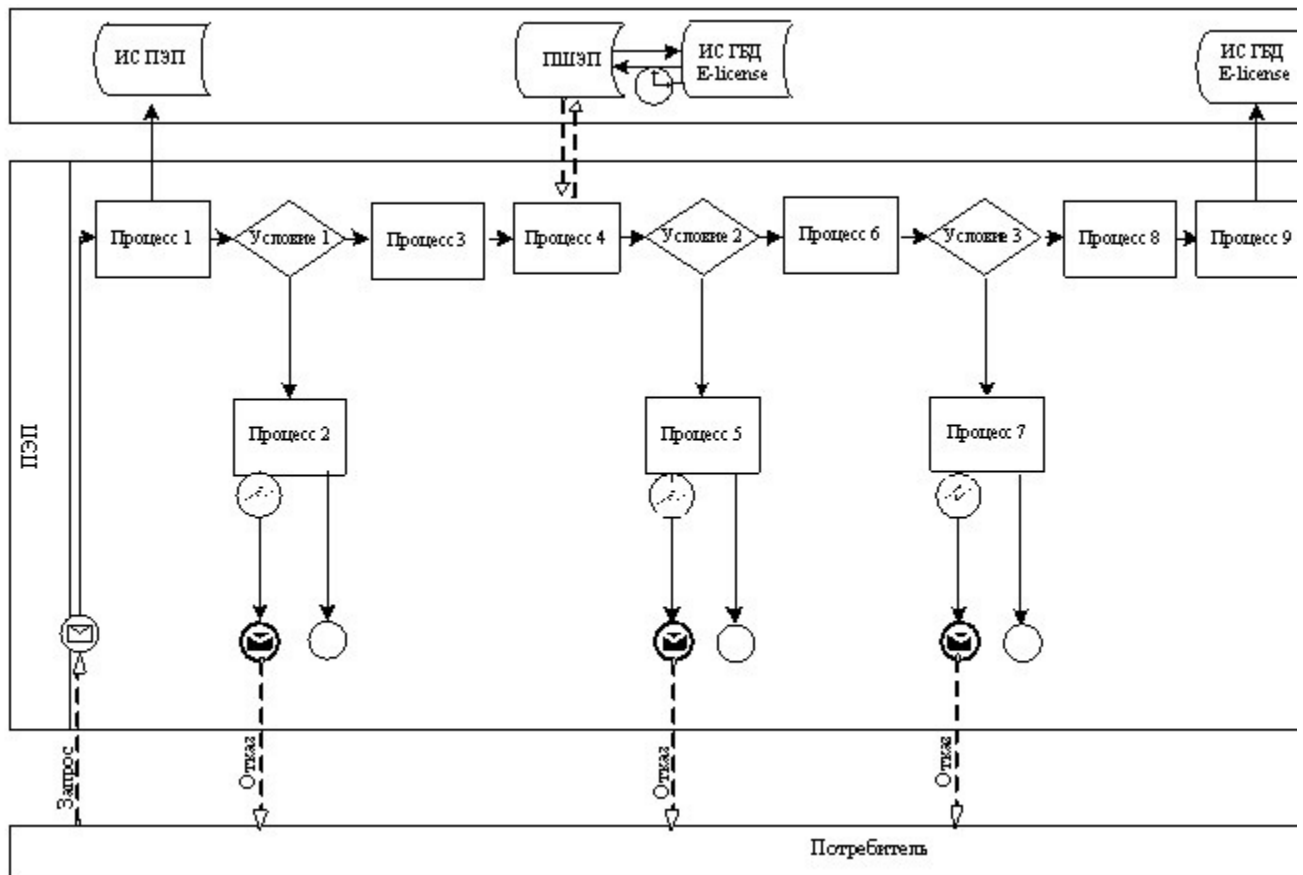 ИС ПЭП
ПШЭП
ИС ГБД
E-license
ИС ГБД
E-license
Процесс 1
Условие 1
Процесс 3
Процесс 4
Условие 2
Процесс 6
Условие 3
Процесс 8
Процесс 9
Процесс 2
Процесс 5
Процесс 7
ПЭП
Запрос
Отказ
Отказ
Отказ
Потребитель